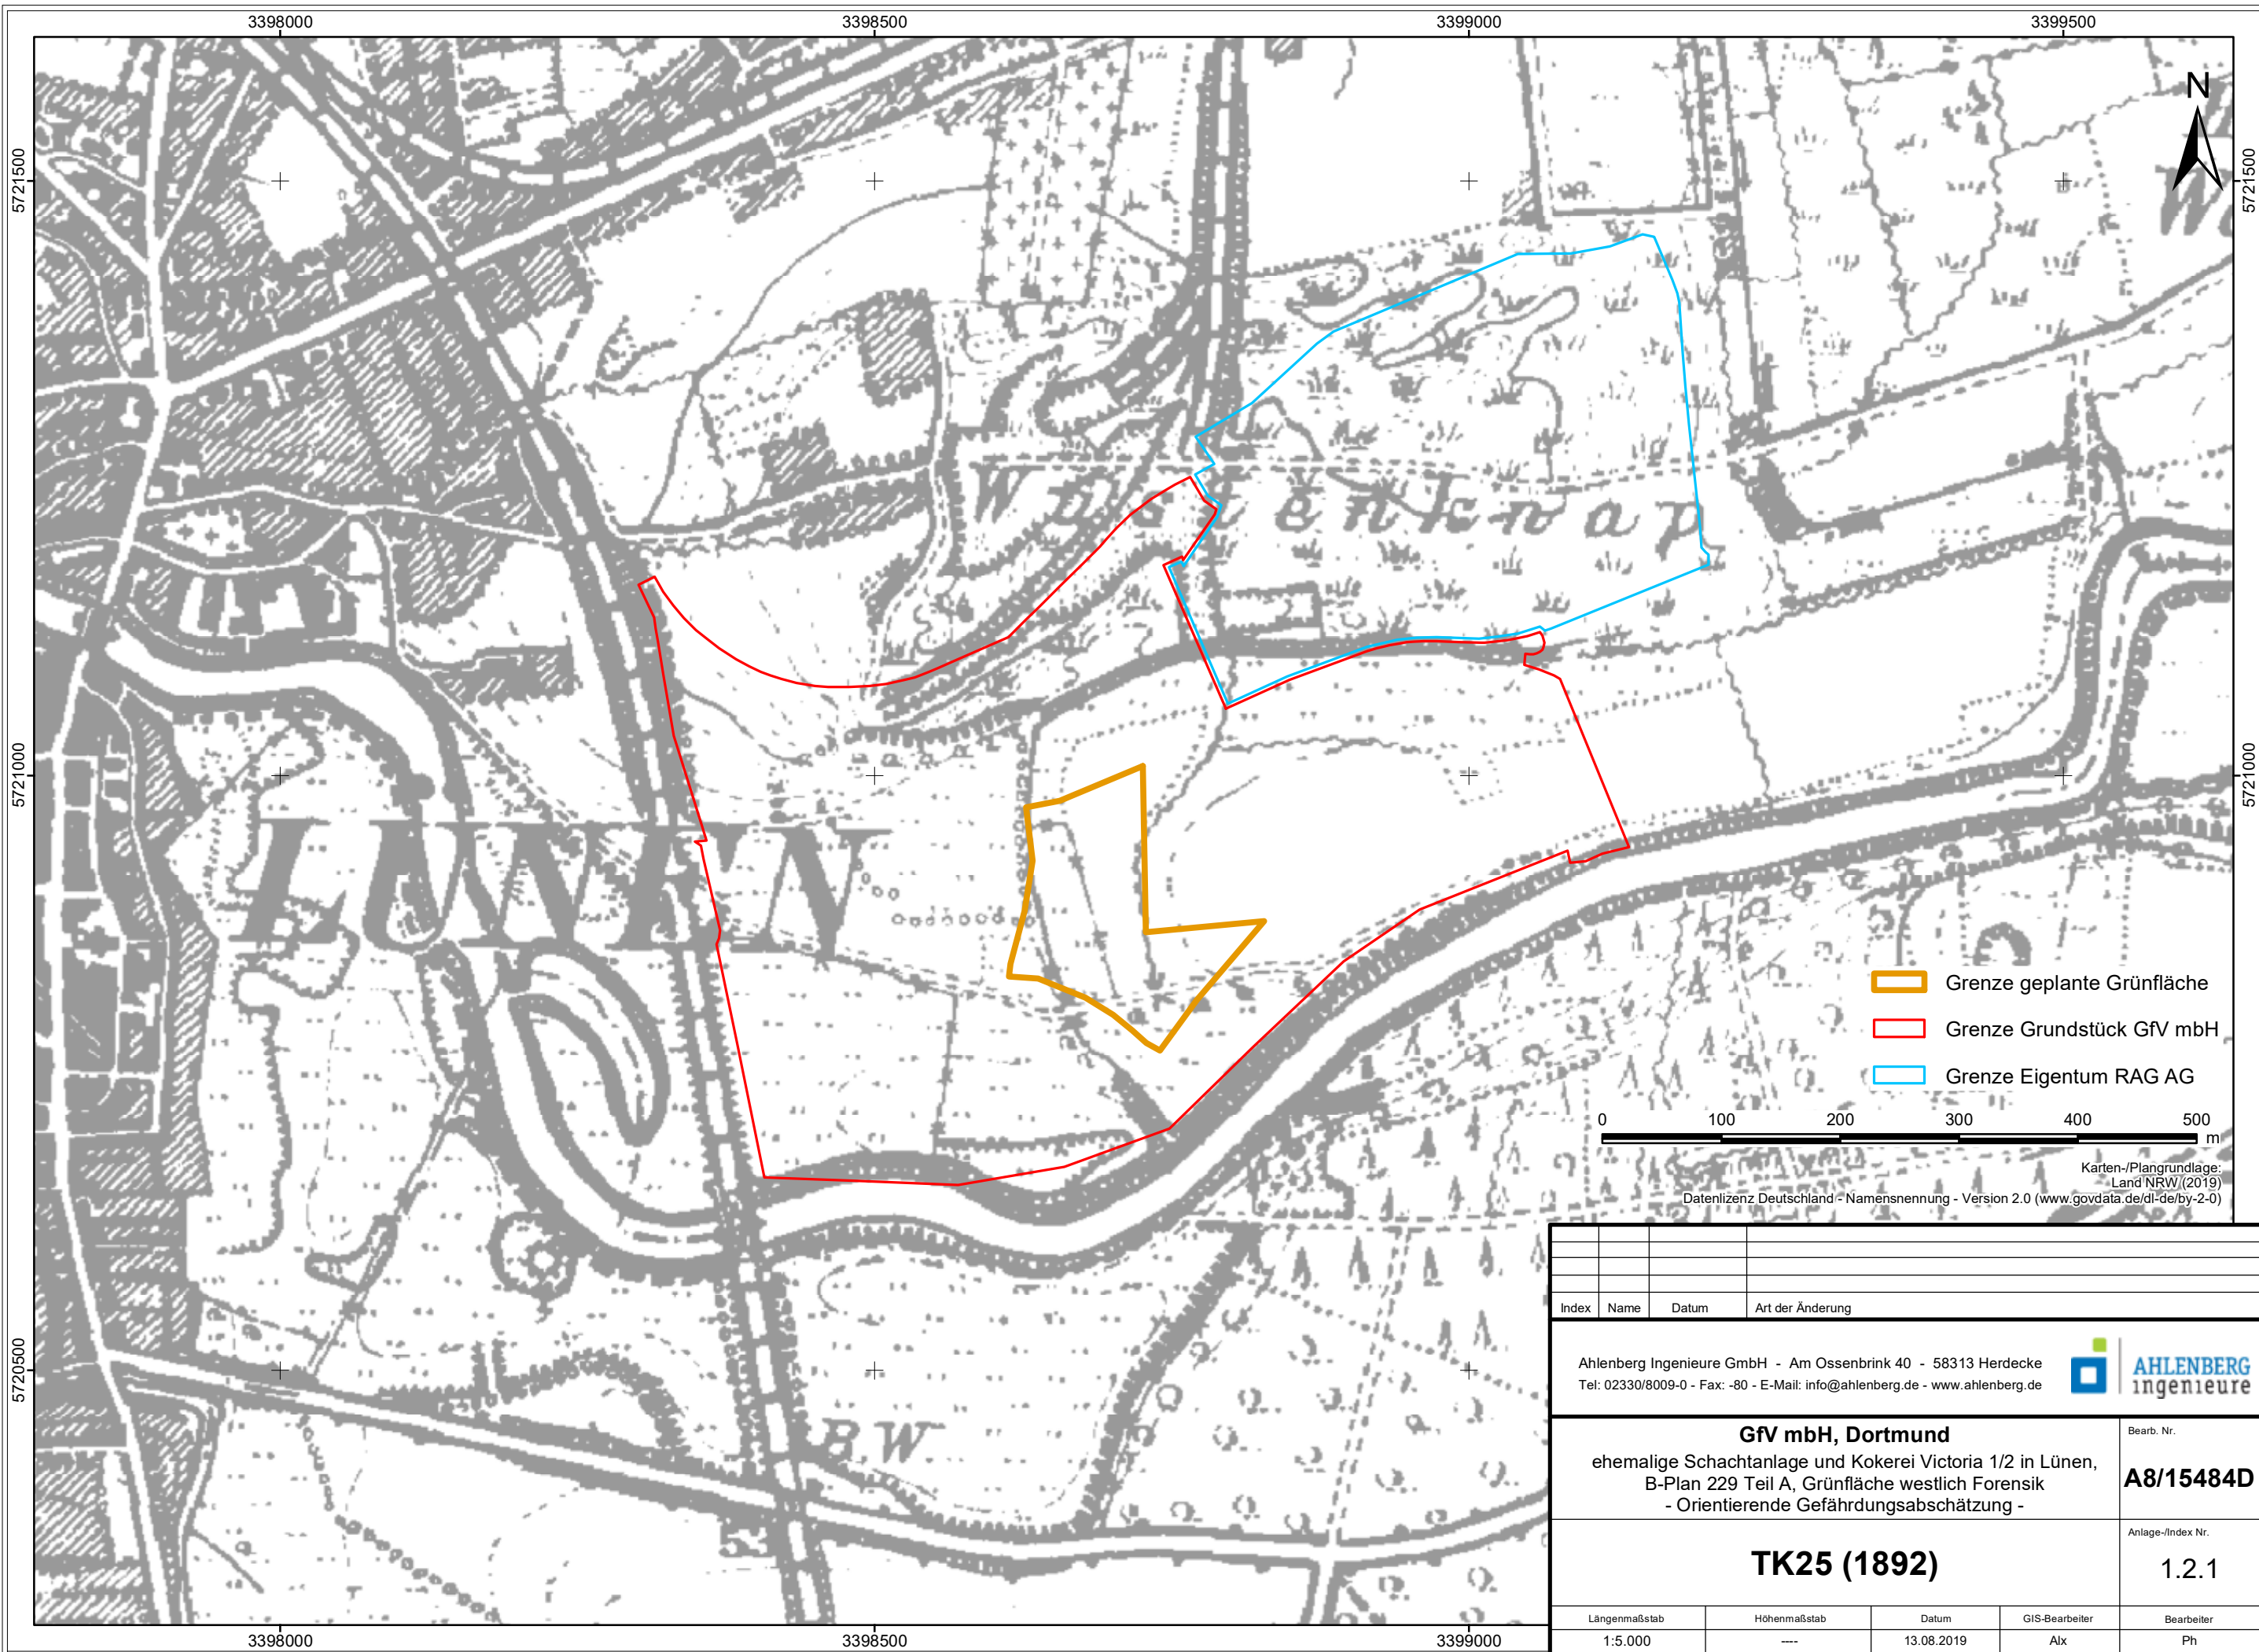 3398000 3398500 3399000 3399500
5721500 5721500
N
5721000 5721000
LÜNEN
5720500
B.W
53.3
Grenze geplante Grünfläche
Grenze Grundstück GfV mbH
Grenze Eigentum RAG AG
0 100 200 300 400 500
m
Karten-/Plangrundlage:
Land NRW (2019)
Datenlizenz Deutschland - Namensnennung - Version 2.0 (www.govdata.de/dl-de/by-2-0)
Index Name Datum Art der Änderung
Ahlenberg Ingenieure GmbH - Am Ossenbrink 40 - 58313 Herdecke
Tel: 02330/8009-0 - Fax: -80 - E-Mail: info@ahlenberg.de - www.ahlenberg.de
AHLENBERG
ingenieure
GfV mbH, Dortmund
ehemalige Schachtanlage und Kokerei Victoria 1/2 in Lünen,
B-Plan 229 Teil A, Grünfläche westlich Forensik
- Orientierende Gefährdungsabschätzung -
Bearb. Nr.
A8/15484D
TK25 (1892)
Anlage-/Index Nr.
1.2.1
Längenmaßstab Höhenmaßstab Datum GIS-Bearbeiter Bearbeiter
1:5.000 ---- 13.08.2019 Alx Ph
3398000 3398500 3399000